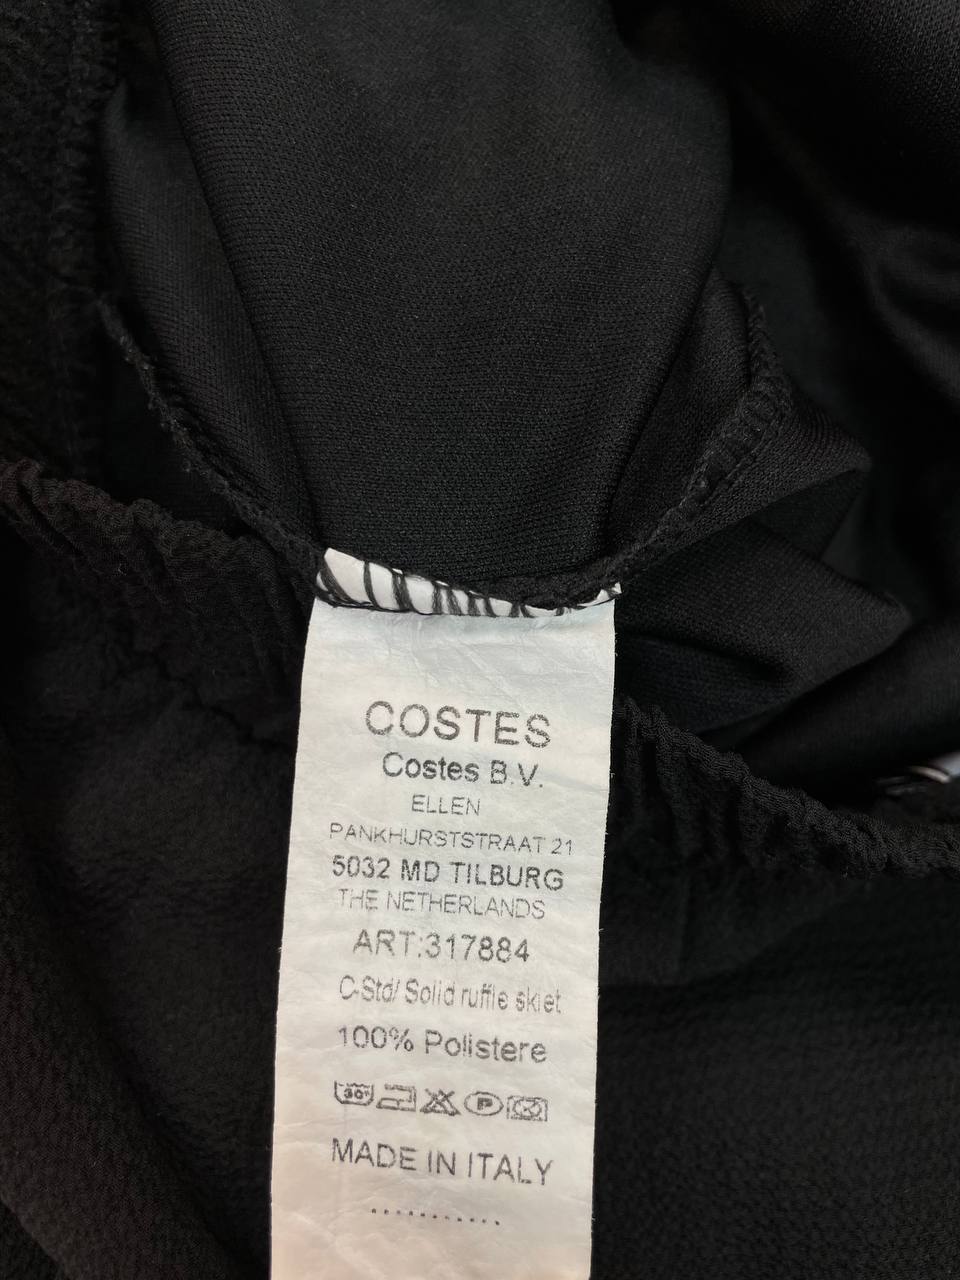 COSTES
Costes B.V.
ELLEN
PANKHURSTSTRAAT 21
5032 MD TILBURG
THE NETHERLANDS
ART:317884
C-Std/ Solid ruffle skiet
100% Polistere
30° P
MADE IN ITALY
...........